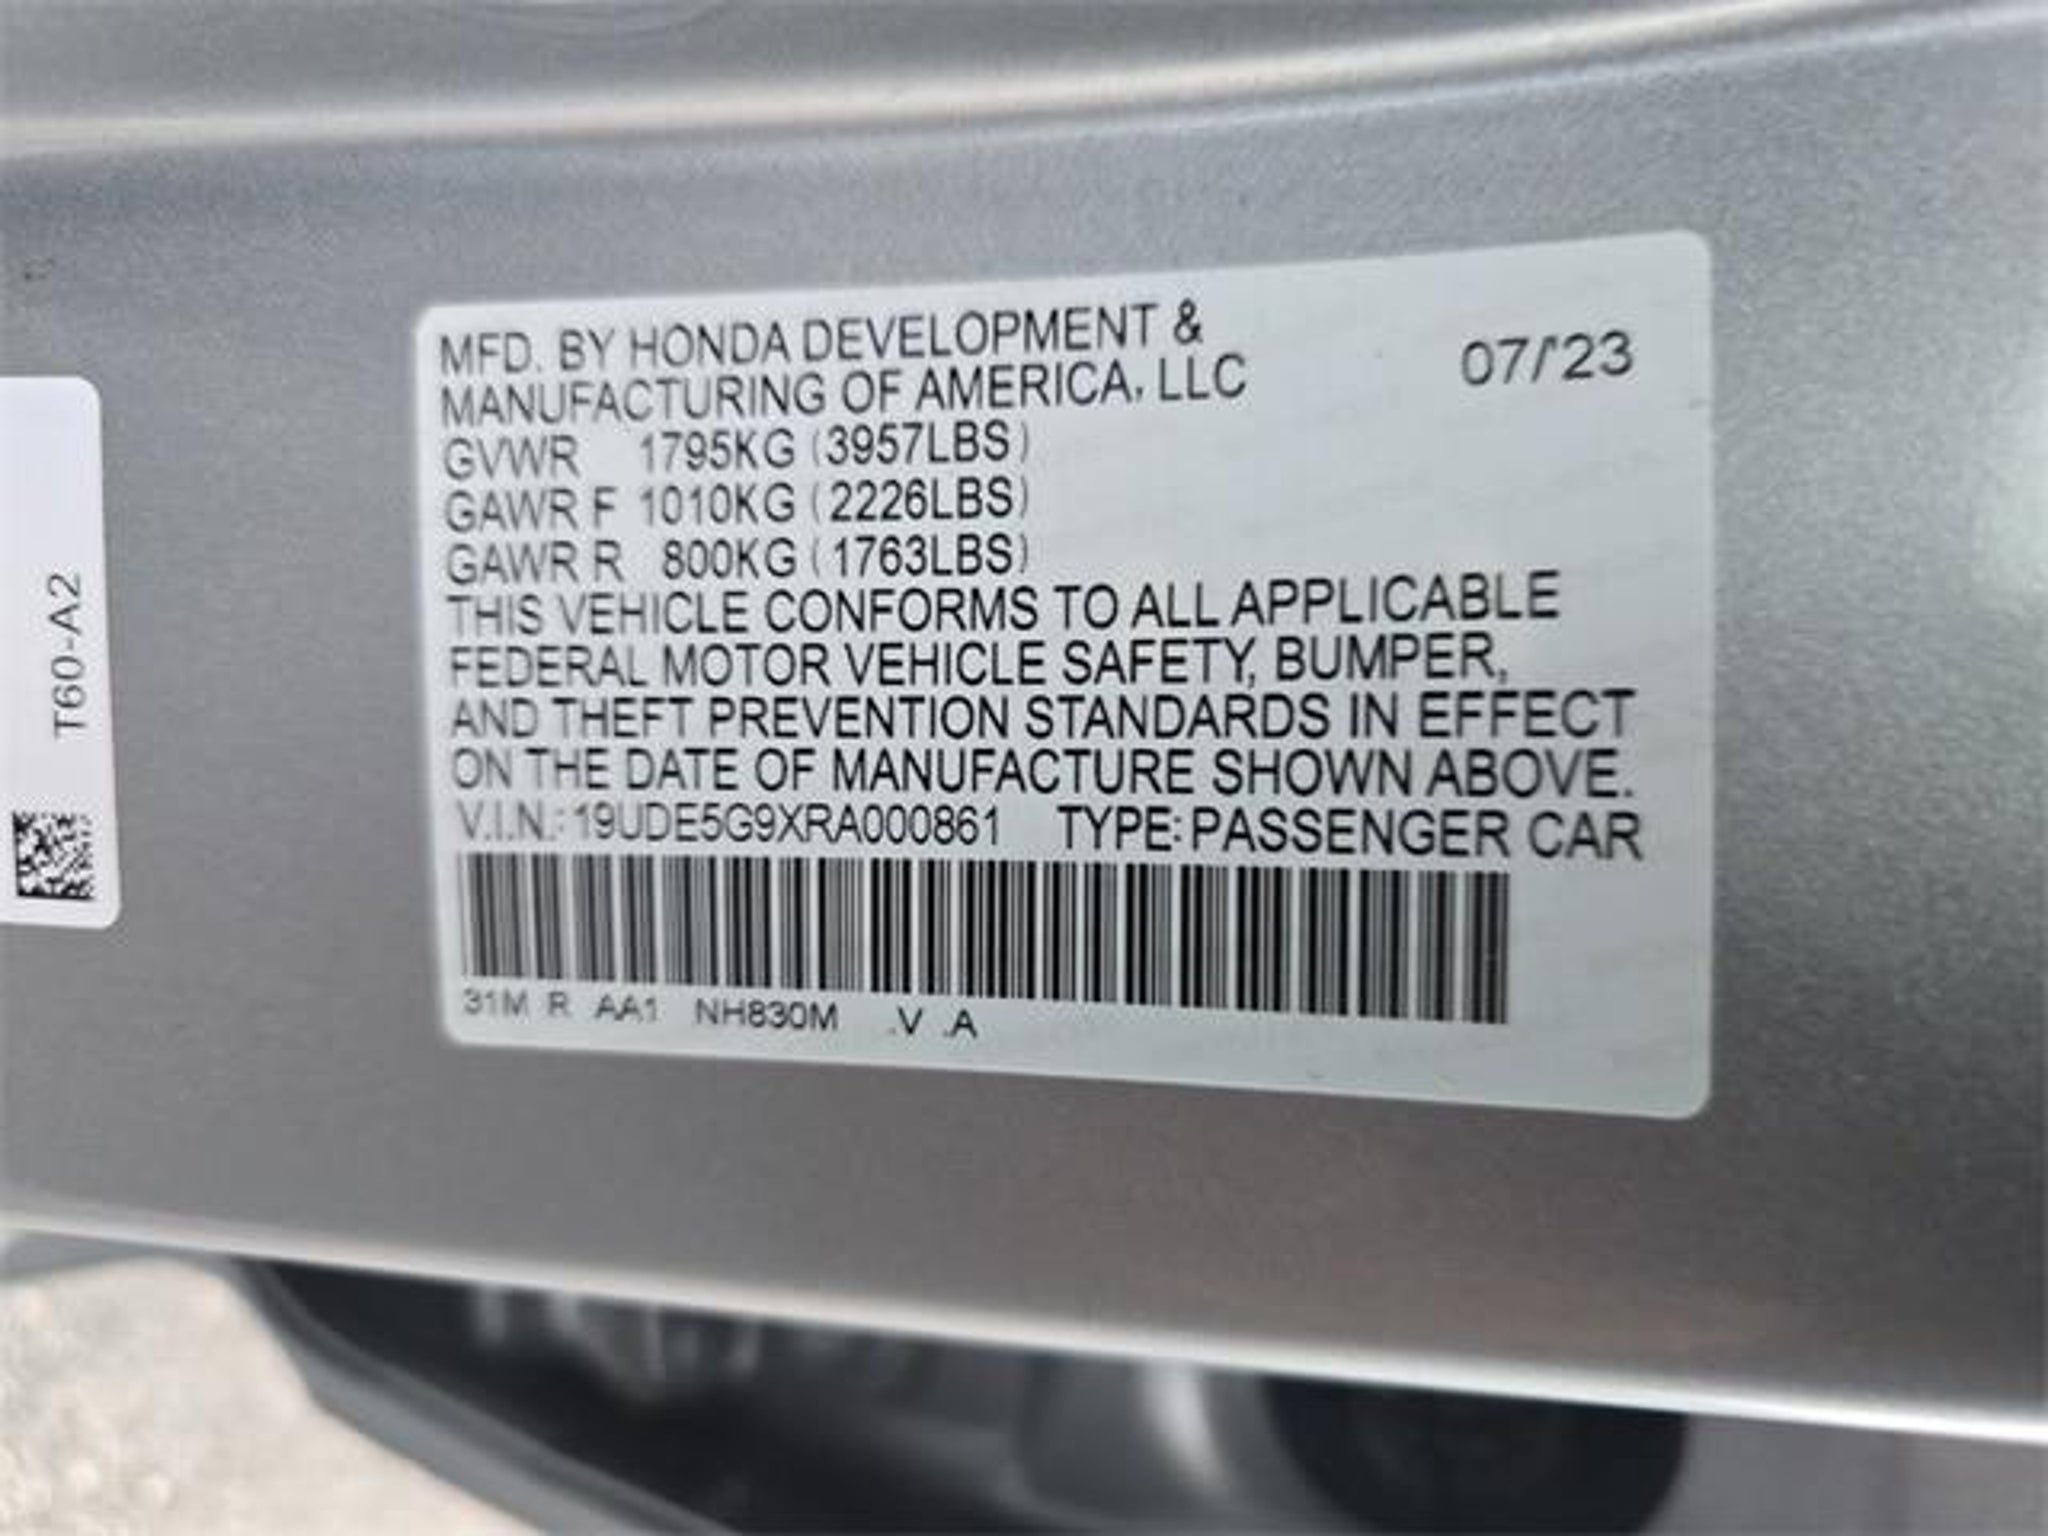 MFD. BY HONDA DEVELOPMENT &
MANUFACTURING OF AMERICA, LLC
07/'23
GVWR 1795KG (3957LBS)
GAWR F 1010KG (2226LBS)
GAWR R 800KG (1763LBS)
THIS VEHICLE CONFORMS TO ALL APPLICABLE
FEDERAL MOTOR VEHICLE SAFETY, BUMPER,
AND THEFT PREVENTION STANDARDS IN EFFECT
ON THE DATE OF MANUFACTURE SHOWN ABOVE.
V.I.N.: 19UDE5G9XRA000861 TYPE: PASSENGER CAR
31M R AA1 NH830M .V .A
T60-A2